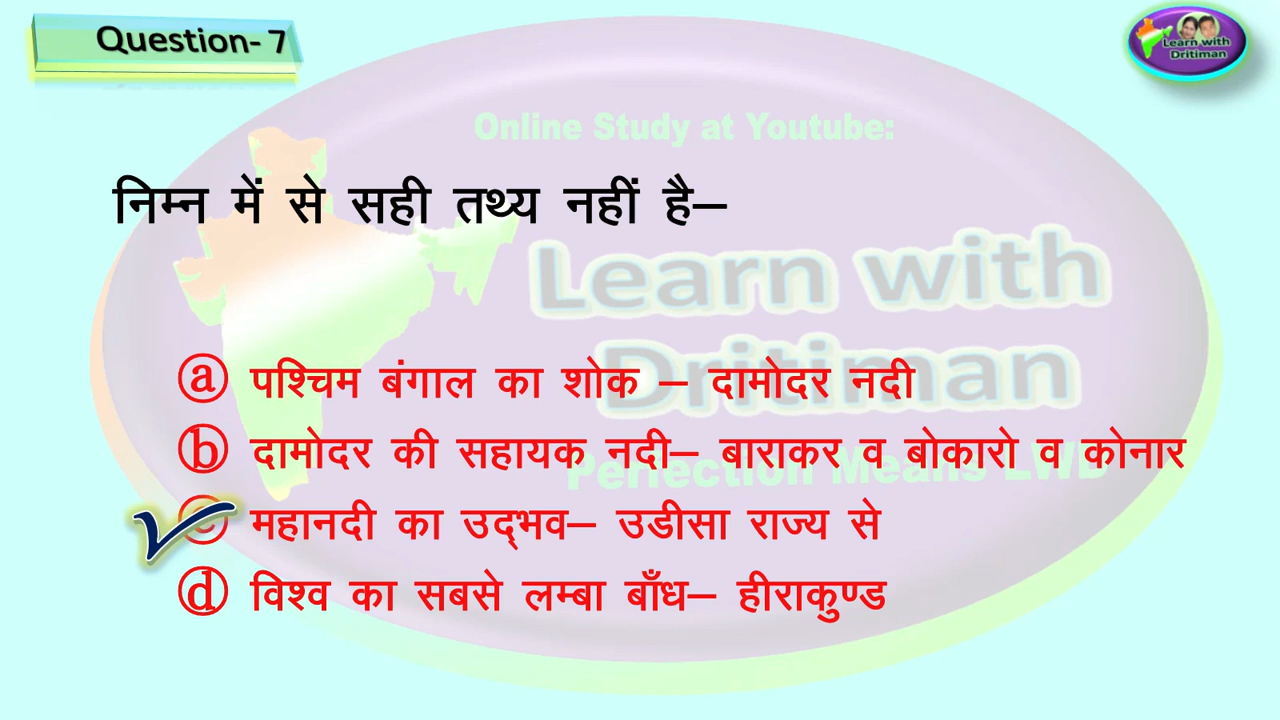 Question- 7
Learn with
Dritiman
Online Study at Youtube:
निम्न में से सही तथ्य नहीं है–
Learn with
Dritiman
ⓐ पश्चिम बंगाल का शोक – दामोदर नदी
ⓑ दामोदर की सहायक नदी– बाराकर व बोकारो व कोनार
Perfection Means LWD
ⓒ महानदी का उद्‌भव– उडीसा राज्य से
ⓓ विश्व का सबसे लम्बा बाँध– हीराकुण्ड